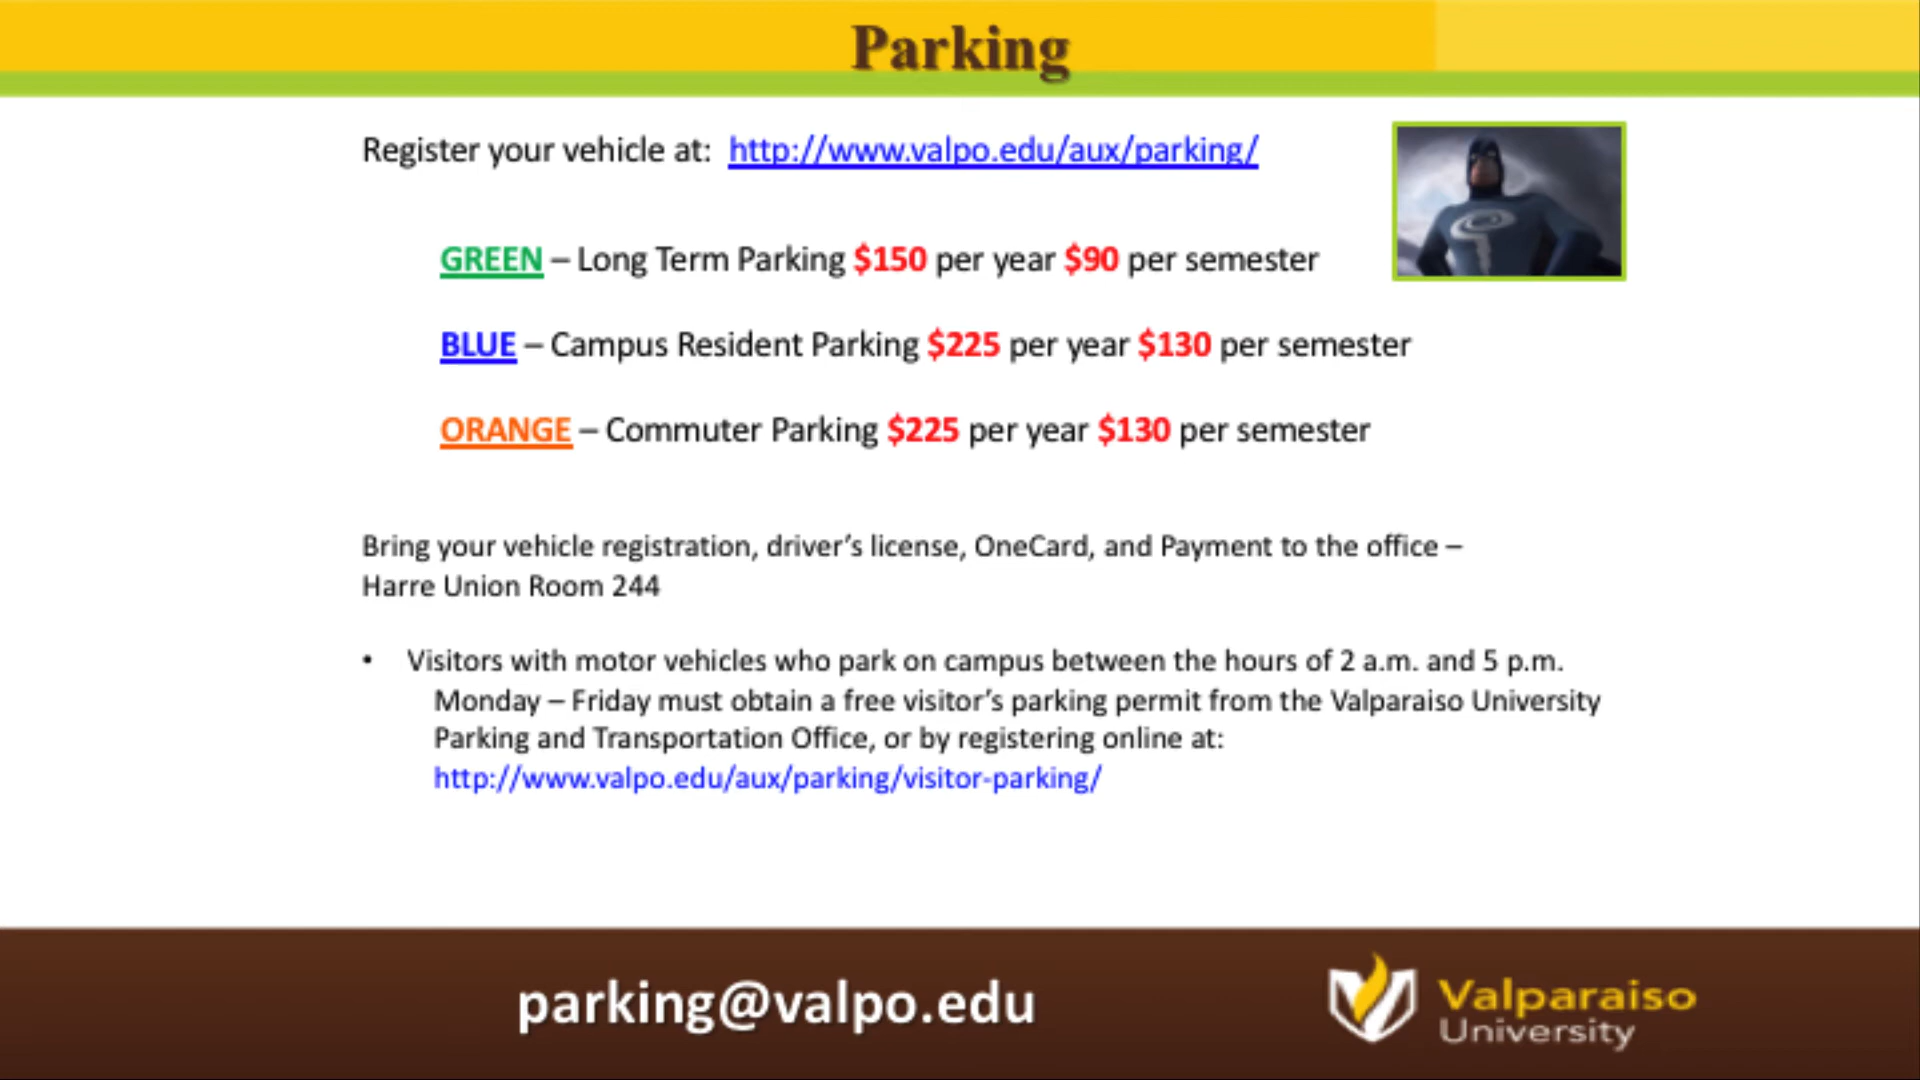 Parking
Register your vehicle at: http://www.valpo.edu/aux/parking/
GREEN – Long Term Parking $150 per year $90 per semester
BLUE – Campus Resident Parking $225 per year $130 per semester
ORANGE – Commuter Parking $225 per year $130 per semester
Bring your vehicle registration, driver’s license, OneCard, and Payment to the office –
Harre Union Room 244
• Visitors with motor vehicles who park on campus between the hours of 2 a.m. and 5 p.m.
Monday – Friday must obtain a free visitor’s parking permit from the Valparaiso University
Parking and Transportation Office, or by registering online at:
http://www.valpo.edu/aux/parking/visitor-parking/
parking@valpo.edu
Valparaiso
University